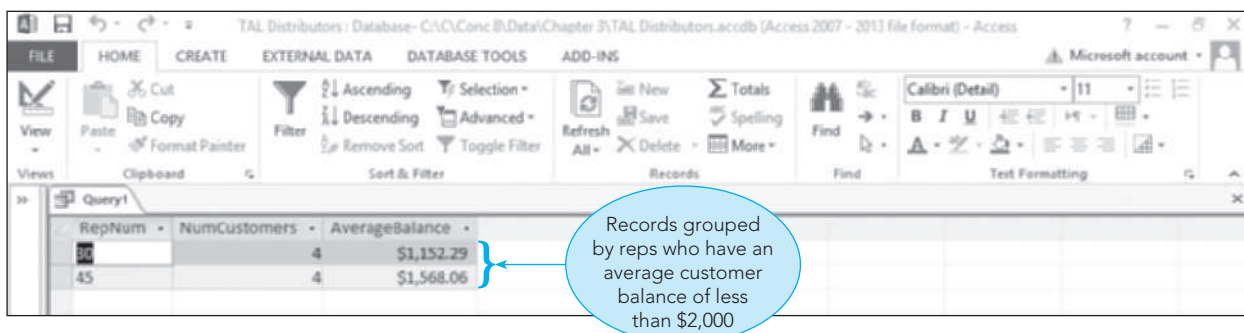 TAL Distributors : Database- C:\C\Conc 8\Data\Chapter 3\TAL Distributors.accdb (Access 2007 - 2013 file format) - Access ?
FILE HOME CREATE EXTERNAL DATA DATABASE TOOLS ADD-INS Microsoft account
Cut Ascending Selection New Totals Calibri (Detail) 11
Copy Descending Advanced Save Spelling B I U
View Paste Format Painter Filter Remove Sort Toggle Filter Refresh All Delete More Find A
Views Clipboard Sort & Filter Records Find Text Formatting
Query1
RepNum NumCustomers AverageBalance
30 4 $1,152.29
45 4 $1,568.06
Records grouped
by reps who have an
average customer
balance of less
than $2,000